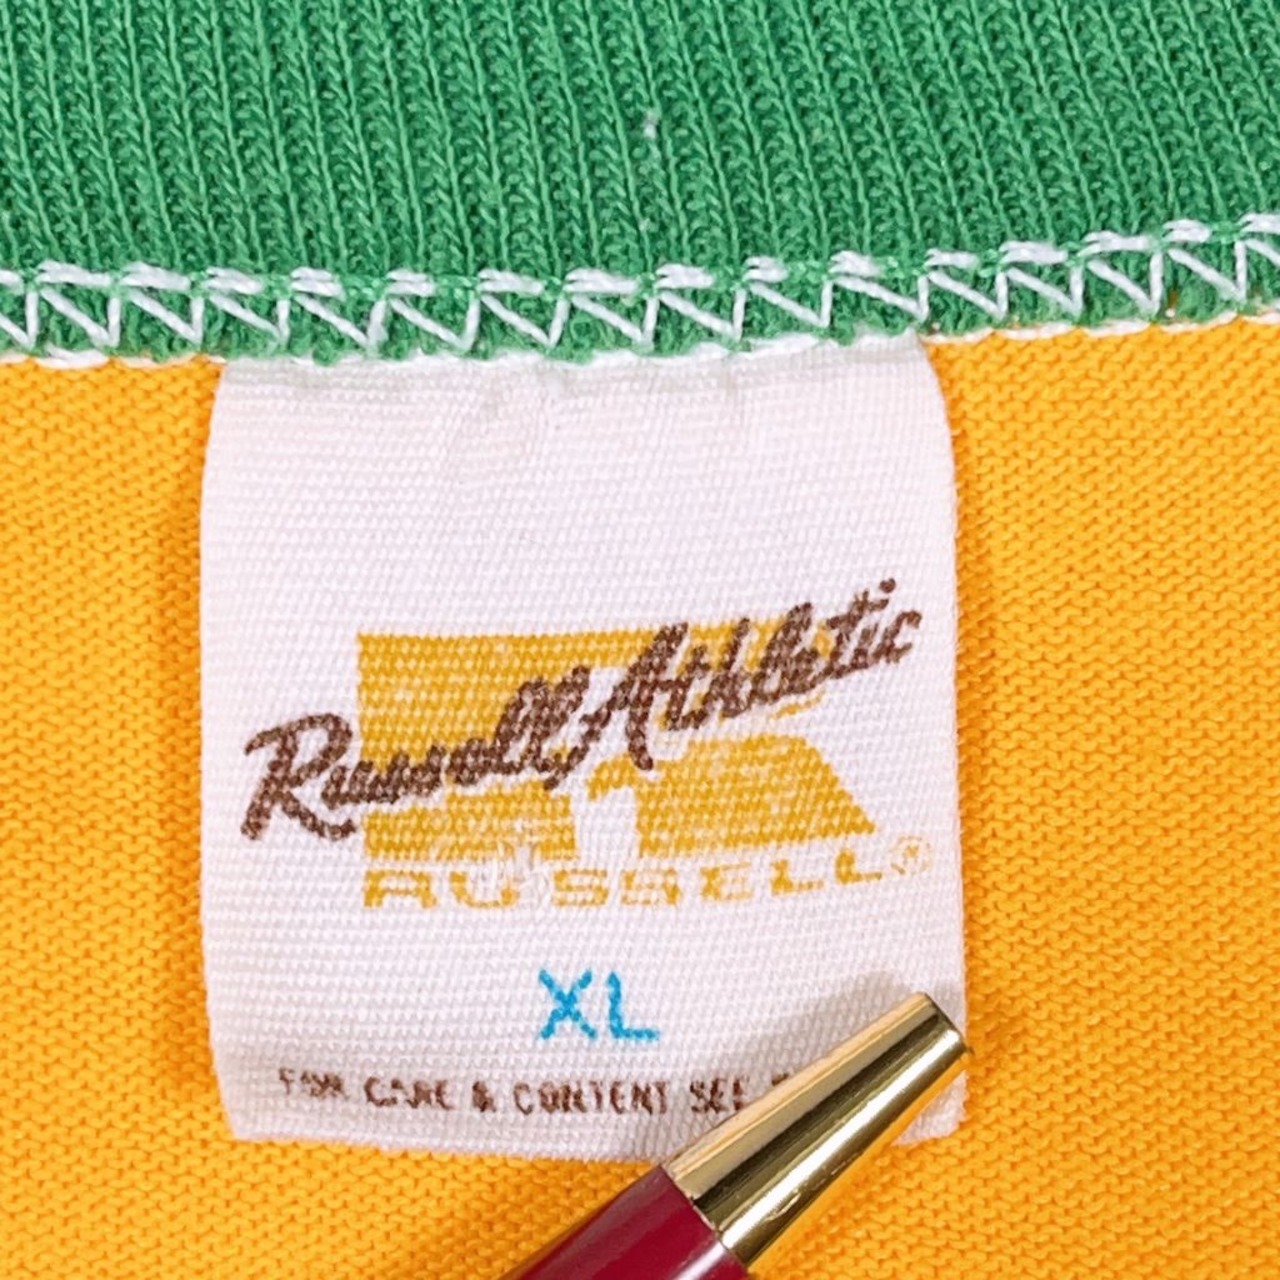 Russell Athletic
RUSSELL®
XL
FOR CARE & CONTENT SEE